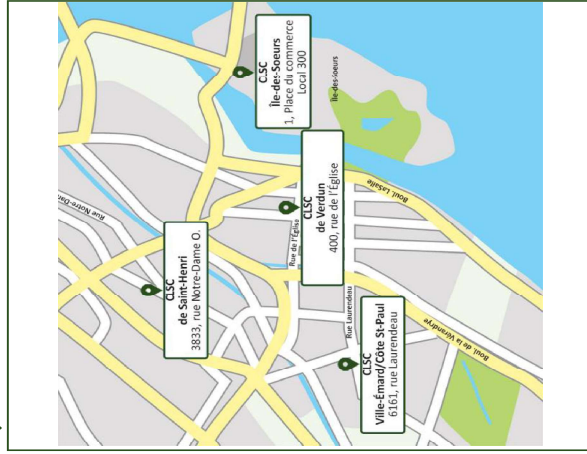 CLSC
Île-des-Soeurs
1, Place du commerce
Local 300
Île-des-soeurs
CLSC
de Verdun
400, rue de l'Église
Rue de l'Église
Boul. LaSalle
CLSC
de Saint-Henri
3833, rue Notre-Dame O.
Rue Notre-Dame
CLSC
Ville-Émard/Côte St-Paul
6161, rue Laurendeau
Rue Laurendeau
Boul. de la Vérandrye